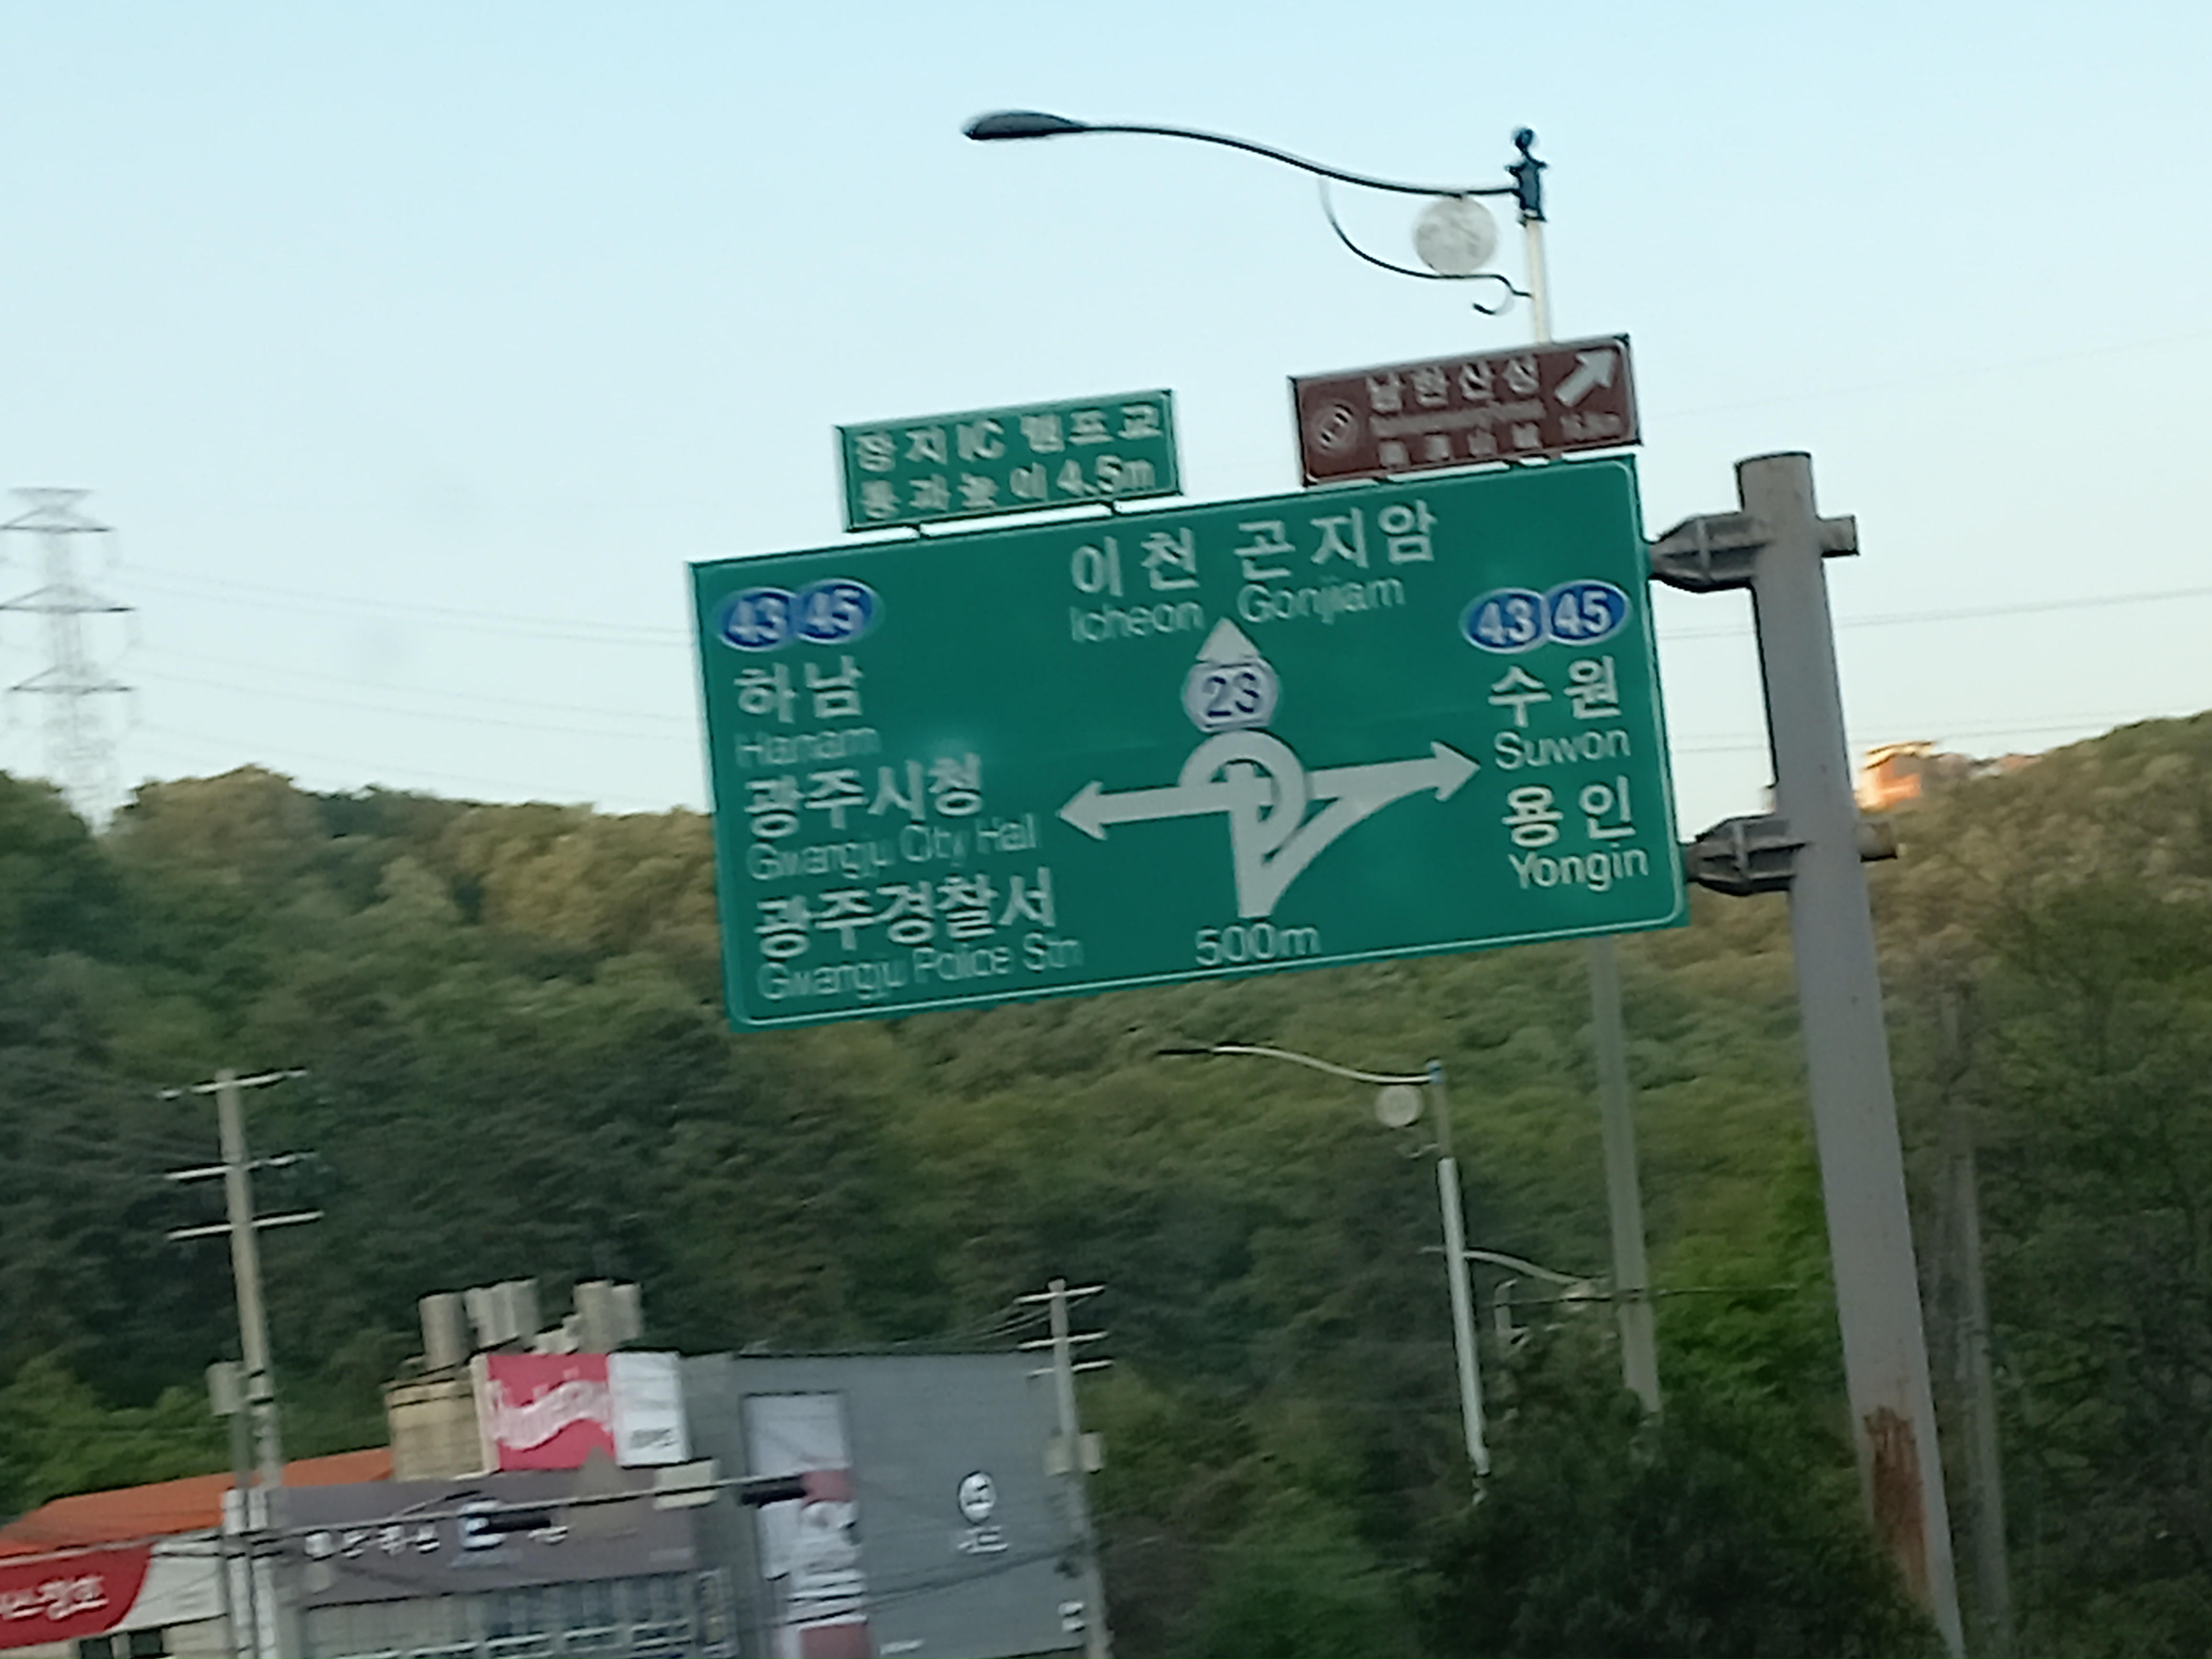 장지IC 램프교
통과높이 4.5m
남한산성
이천 곤지암
Icheon Gonjiam
43 45
하남
Hanam
광주시청
Gwangju City Hall
광주경찰서
Gwangju Police Stn
23
500m
43 45
수원
Suwon
용인
Yongin